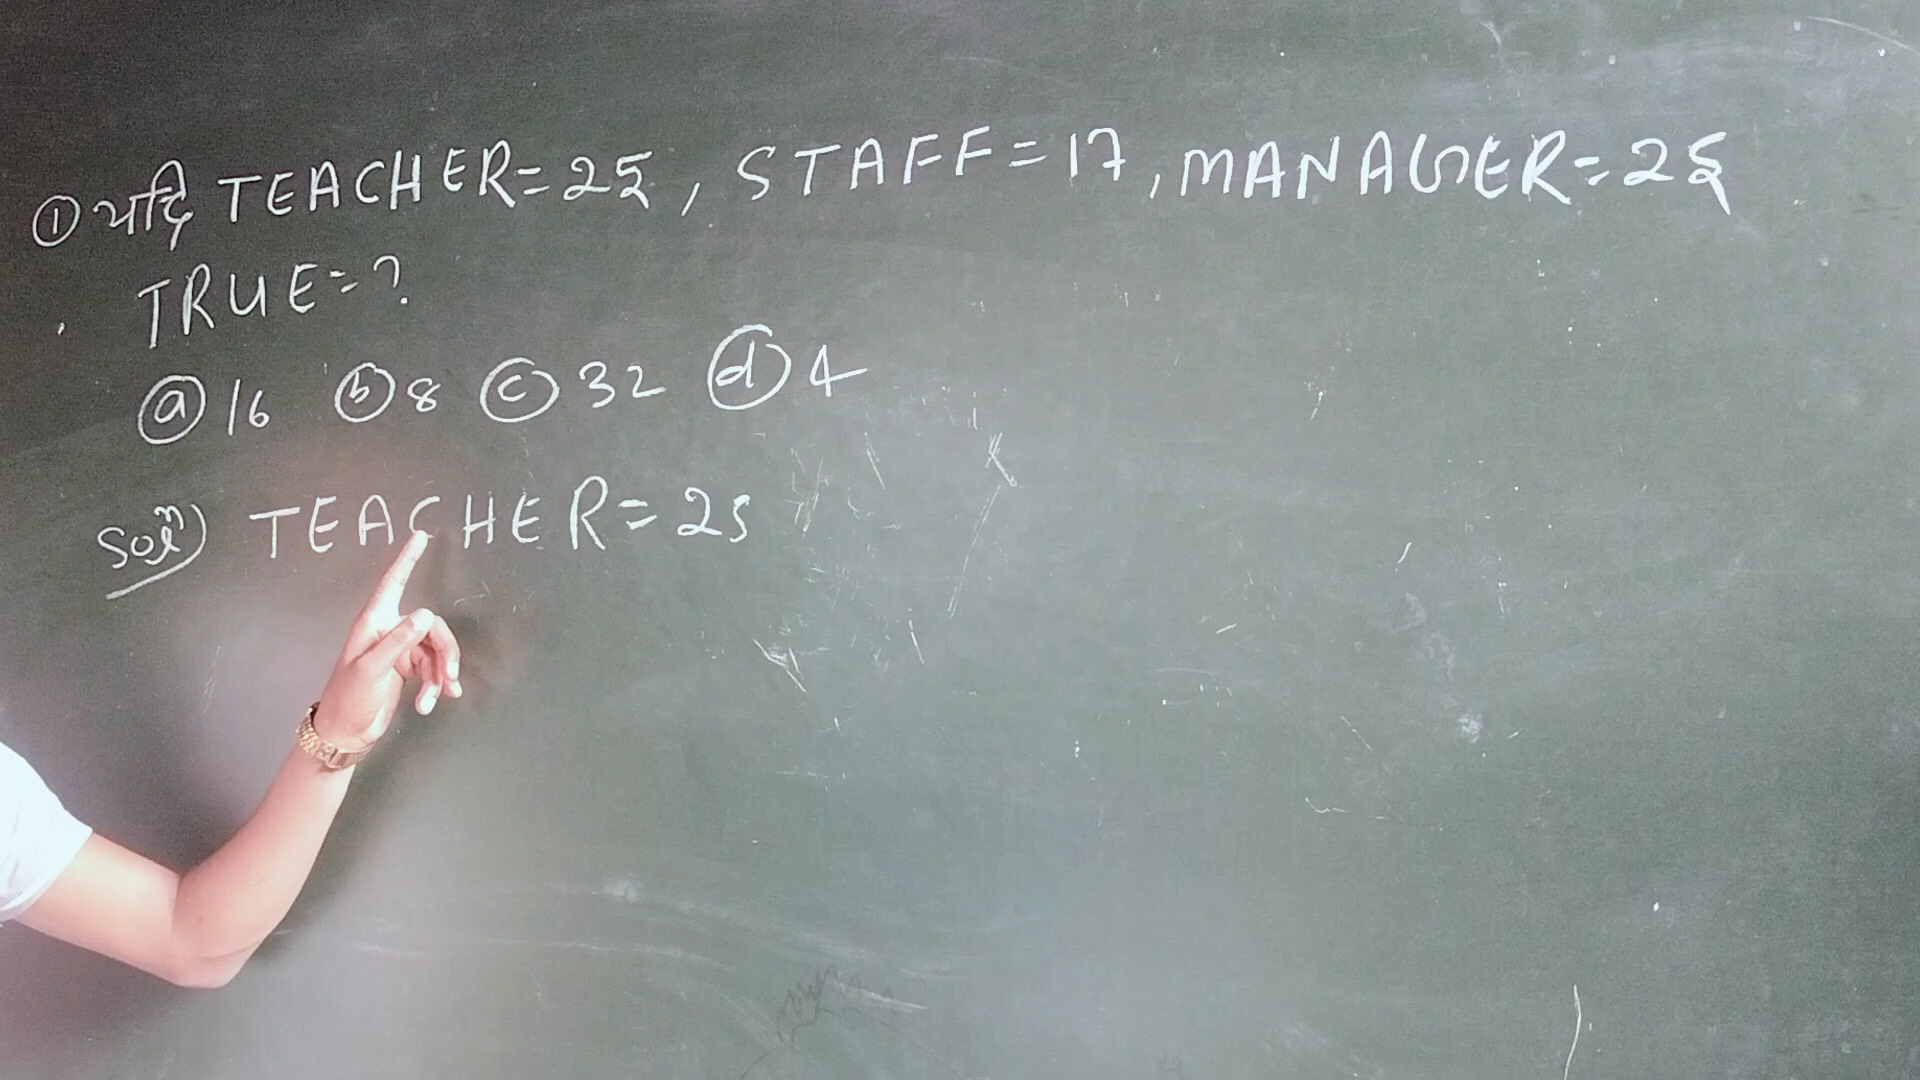 ① यदि TEACHER=25, STAFF=17, MANAGER=25
TRUE=?
ⓐ 16 ⓑ 8 ⓒ 32 ⓓ 4
Solⁿ) TEACHER=25